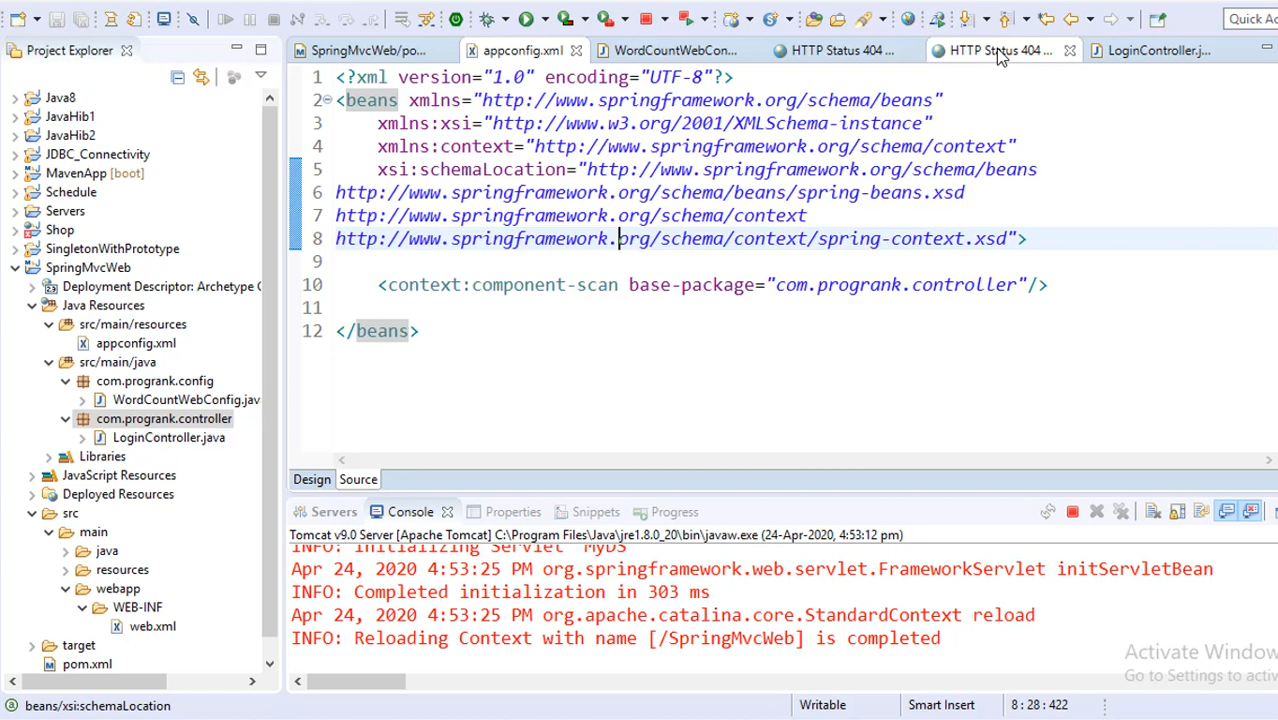 Quick Ac
Project Explorer
SpringMvcWeb/po...
appconfig.xml
WordCountWebCon...
HTTP Status 404 ...
HTTP Status 404 ...
LoginController.j...
Java8
JavaHib1
JavaHib2
JDBC_Connectivity
MavenApp [boot]
Schedule
Servers
Shop
SingletonWithPrototype
SpringMvcWeb
Deployment Descriptor: Archetype C
Java Resources
src/main/resources
appconfig.xml
src/main/java
com.progrank.config
WordCountWebConfig.java
com.progrank.controller
LoginController.java
Libraries
JavaScript Resources
Deployed Resources
src
main
java
resources
webapp
WEB-INF
web.xml
target
pom.xml
1 <?xml version="1.0" encoding="UTF-8"?>
2 <beans xmlns="http://www.springframework.org/schema/beans"
3 xmlns:xsi="http://www.w3.org/2001/XMLSchema-instance"
4 xmlns:context="http://www.springframework.org/schema/context"
5 xsi:schemaLocation="http://www.springframework.org/schema/beans
6 http://www.springframework.org/schema/beans/spring-beans.xsd
7 http://www.springframework.org/schema/context
8 http://www.springframework.org/schema/context/spring-context.xsd">
9
10 <context:component-scan base-package="com.progrank.controller"/>
11
12 </beans>
Design Source
Servers Console Properties Snippets Progress
Tomcat v9.0 Server [Apache Tomcat] C:\Program Files\Java\jre1.8.0_20\bin\javaw.exe (24-Apr-2020, 4:53:12 pm)
INFO: Initializing Servlet 'MyDS'
Apr 24, 2020 4:53:25 PM org.springframework.web.servlet.FrameworkServlet initServletBean
INFO: Completed initialization in 303 ms
Apr 24, 2020 4:53:25 PM org.apache.catalina.core.StandardContext reload
INFO: Reloading Context with name [/SpringMvcWeb] is completed
Activate Window
Go to Settings to activ
beans/xsi:schemaLocation
Writable
Smart Insert
8 : 28 : 422